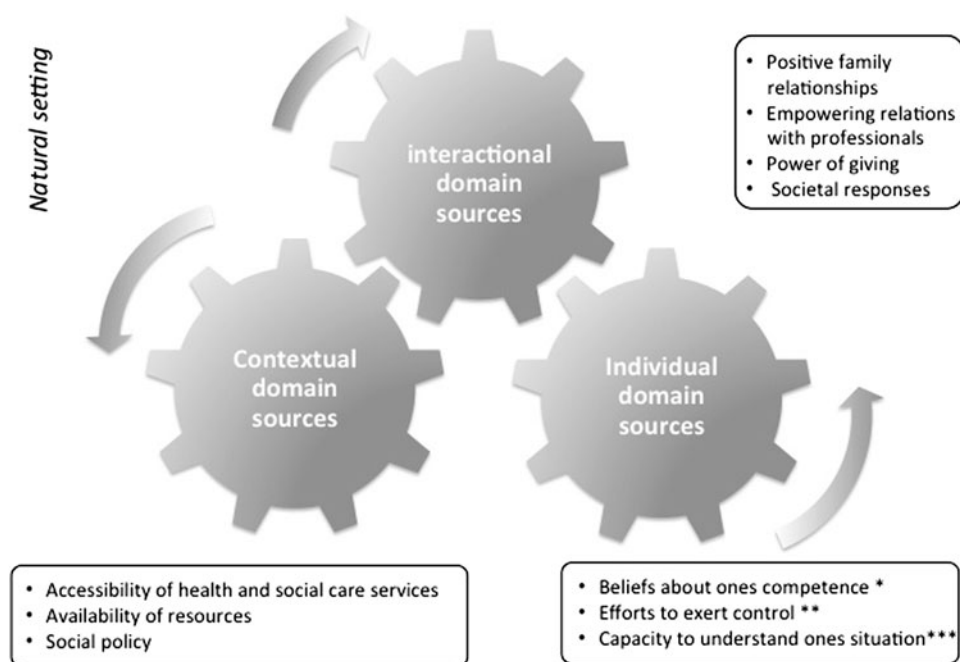 Natural setting
interactional
domain
sources
• Positive family
relationships
• Empowering relations
with professionals
• Power of giving
• Societal responses
Contextual
domain
sources
Individual
domain
sources
• Accessibility of health and social care services
• Availability of resources
• Social policy
• Beliefs about ones competence *
• Efforts to exert control **
• Capacity to understand ones situation***